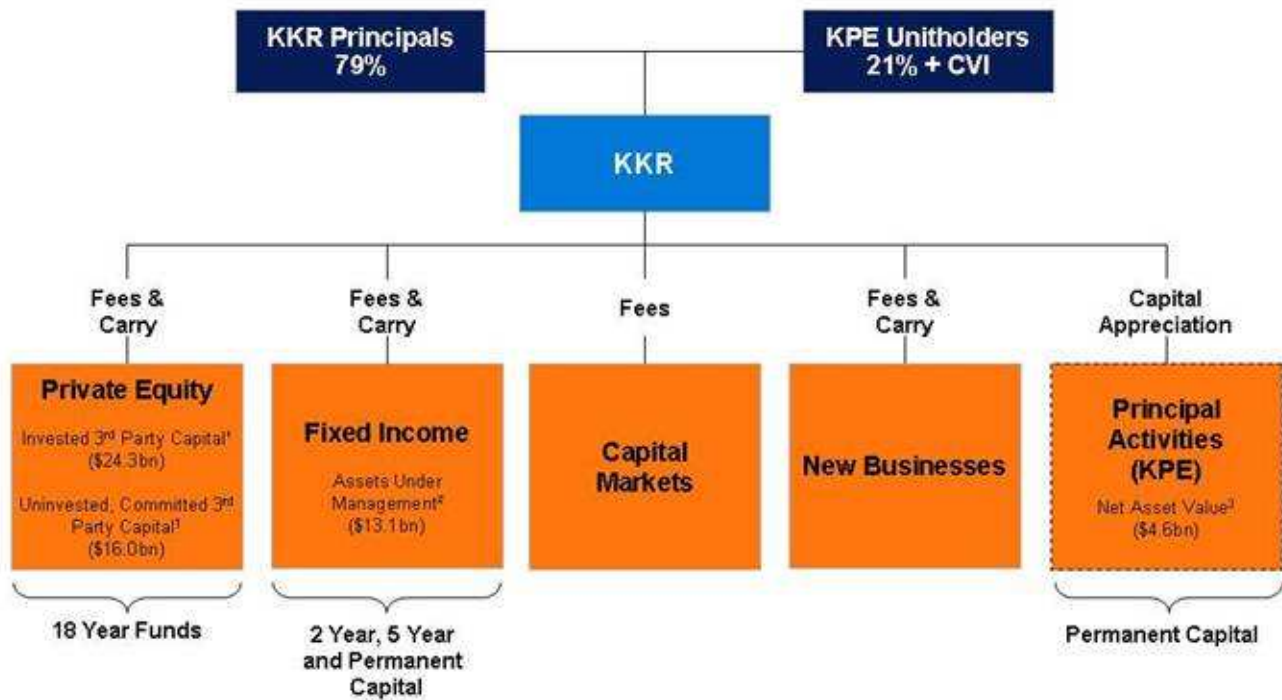 KKR Principals
79%
KPE Unitholders
21% + CVI
KKR
Fees &
Carry
Fees &
Carry
Fees
Fees &
Carry
Capital
Appreciation
Private Equity
Invested 3rd Party Capital¹
($24.3bn)
Uninvested, Committed 3rd
Party Capital¹
($16.0bn)
Fixed Income
Assets Under
Management²
($13.1bn)
Capital
Markets
New Businesses
Principal
Activities
(KPE)
Net Asset Value³
($4.6bn)
18 Year Funds
2 Year, 5 Year
and Permanent
Capital
Permanent Capital